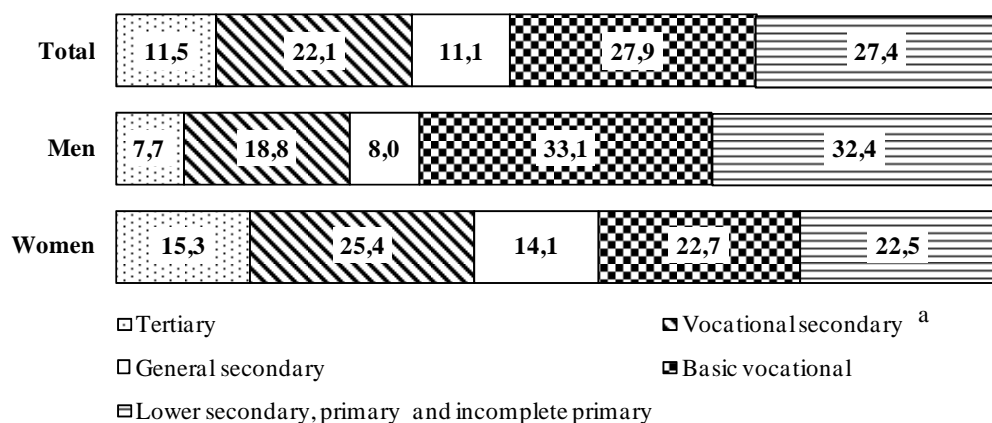 Total 11,5 22,1 11,1 27,9 27,4
Men 7,7 18,8 8,0 33,1 32,4
Women 15,3 25,4 14,1 22,7 22,5
Tertiary Vocational secondary a
General secondary Basic vocational
Lower secondary, primary and incomplete primary